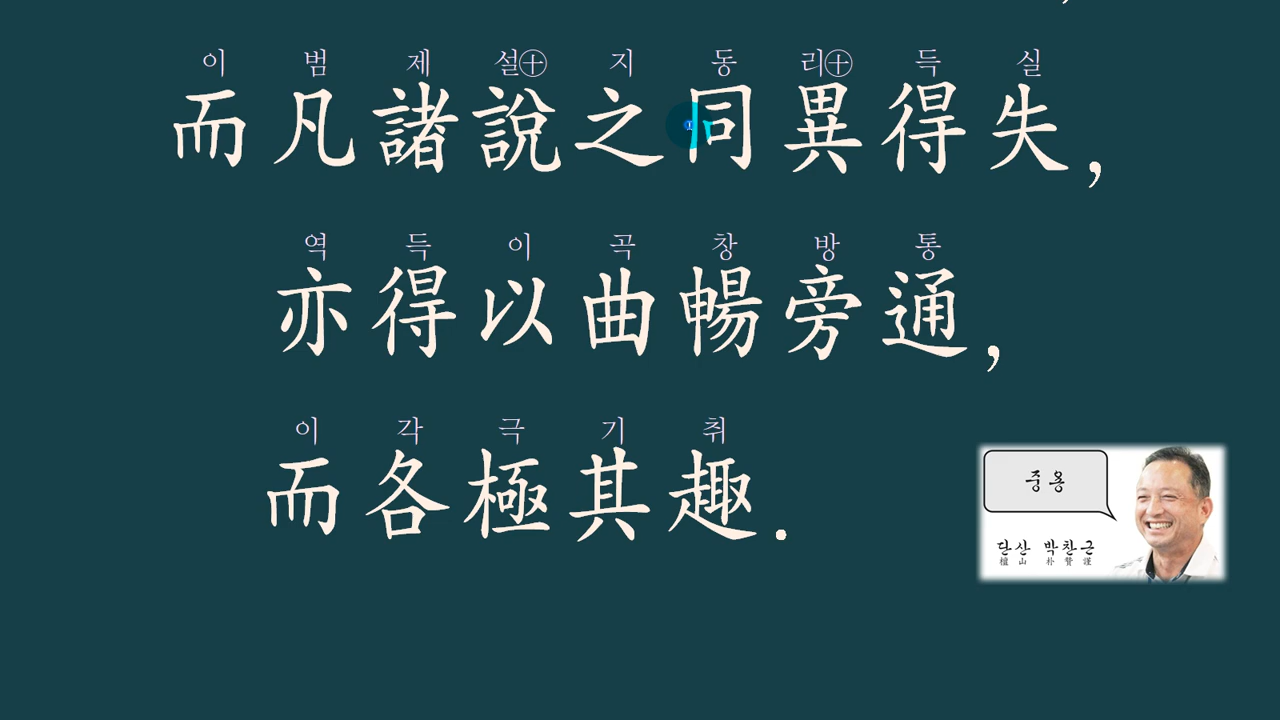 이 범 제 설㊉ 지 동 리㊉ 득 실
而凡諸說之同異得失,
역 득 이 곡 창 방 통
亦得以曲暢旁通,
이 각 극 기 취
而各極其趣.
중용
단산 박찬근
檀山 朴贊謹